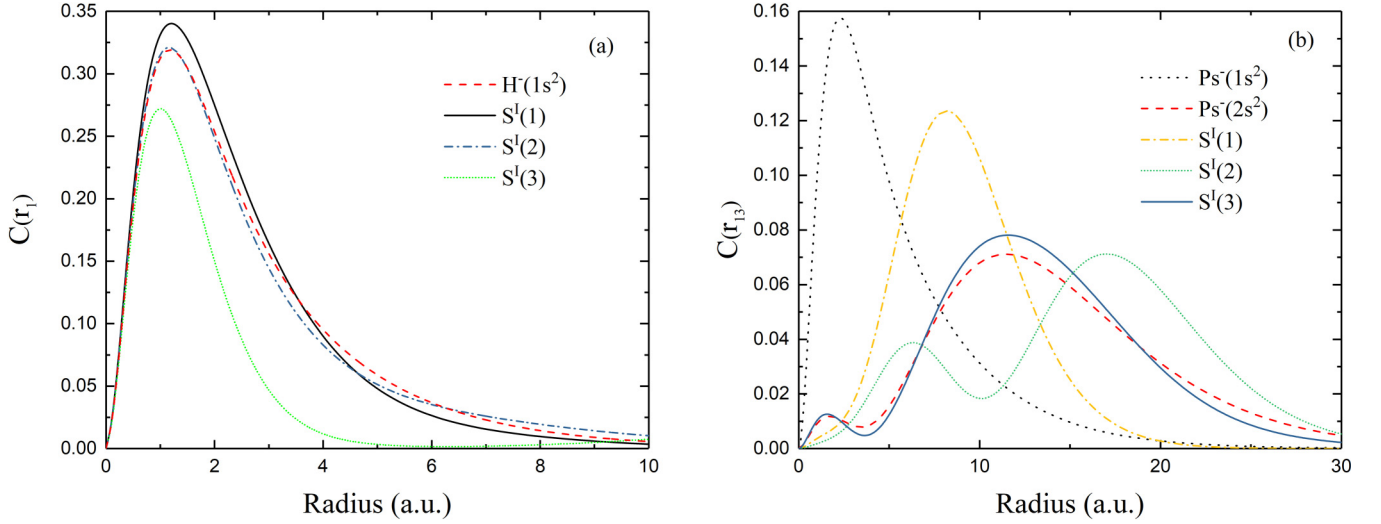 (a)
0.35
0.30
0.25
0.20
0.15
0.10
0.05
0.00
C(r₁)
H⁻(1s²)
Sᴵ(1)
Sᴵ(2)
Sᴵ(3)
0 2 4 6 8 10
Radius (a.u.)
(b)
0.16
0.14
0.12
0.10
0.08
0.06
0.04
0.02
0.00
C(r₁₃)
Ps⁻(1s²)
Ps⁻(2s²)
Sᴵ(1)
Sᴵ(2)
Sᴵ(3)
0 10 20 30
Radius (a.u.)